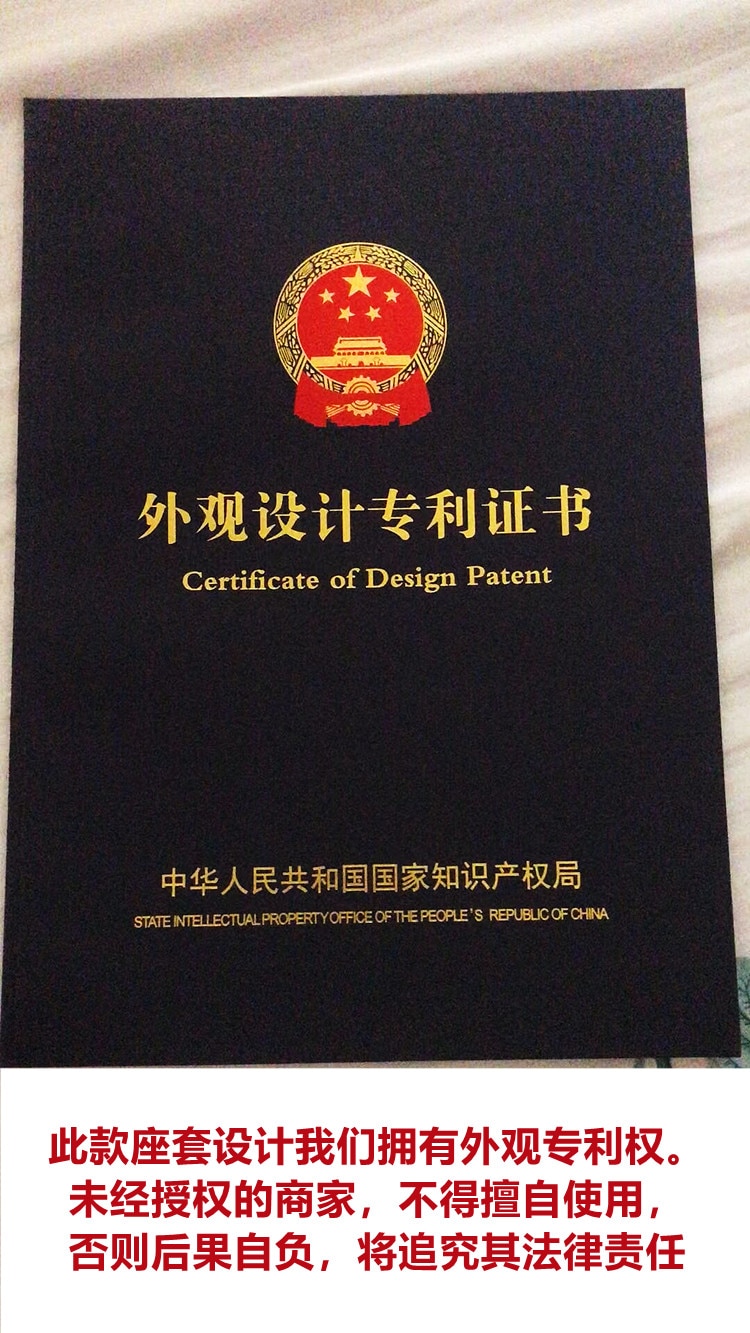 外观设计专利证书
Certificate of Design Patent
中华人民共和国国家知识产权局
STATE INTELLECTUAL PROPERTY OFFICE OF THE PEOPLE'S REPUBLIC OF CHINA
此款座套设计我们拥有外观专利权。
未经授权的商家，不得擅自使用，
否则后果自负，将追究其法律责任